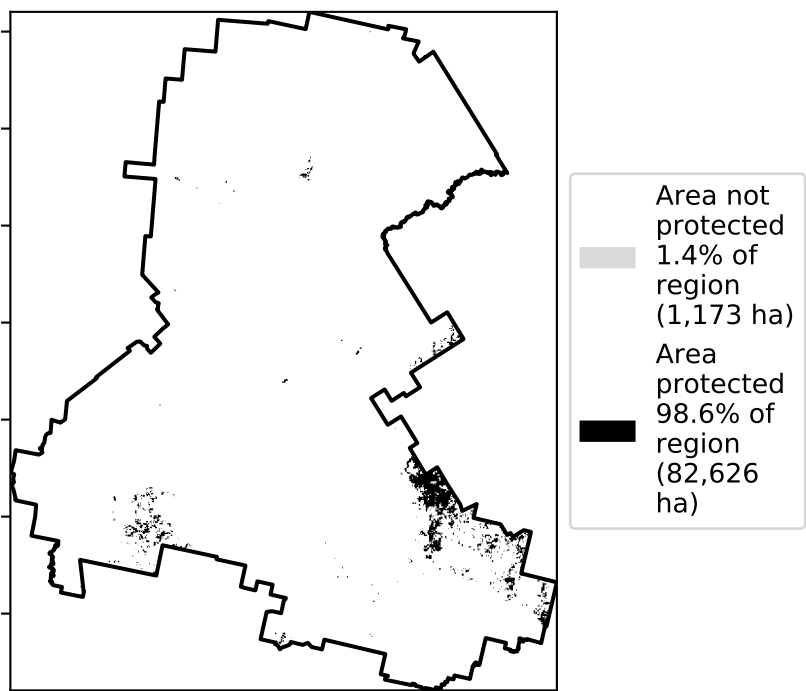 Area not
protected
1.4% of
region
(1,173 ha)
Area
protected
98.6% of
region
(82,626
ha)